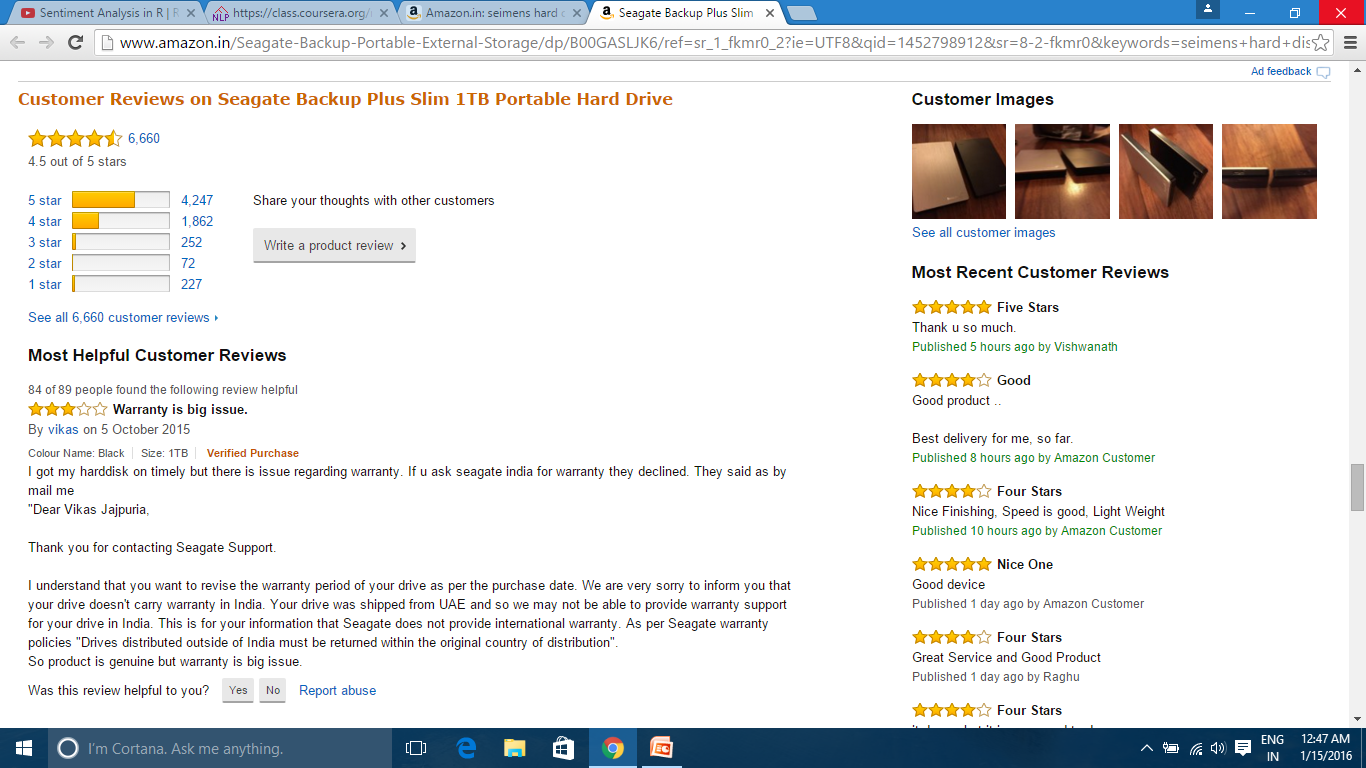 Sentiment Analysis in R | R
https://class.coursera.org/
Amazon.in: seimens hard
Seagate Backup Plus Slim
www.amazon.in/Seagate-Backup-Portable-External-Storage/dp/B00GASLJK6/ref=sr_1_fkmr0_2?ie=UTF8&qid=1452798912&sr=8-2-fkmr0&keywords=seimens+hard+dis
Ad feedback
Customer Reviews on Seagate Backup Plus Slim 1TB Portable Hard Drive
6,660
4.5 out of 5 stars
5 star 4,247
4 star 1,862
3 star 252
2 star 72
1 star 227
Share your thoughts with other customers
Write a product review
See all 6,660 customer reviews
Most Helpful Customer Reviews
84 of 89 people found the following review helpful
Warranty is big issue.
By vikas on 5 October 2015
Colour Name: Black | Size: 1TB | Verified Purchase
I got my harddisk on timely but there is issue regarding warranty. If u ask seagate india for warranty they declined. They said as by
mail me
"Dear Vikas Jajpuria,
Thank you for contacting Seagate Support.
I understand that you want to revise the warranty period of your drive as per the purchase date. We are very sorry to inform you that
your drive doesn't carry warranty in India. Your drive was shipped from UAE and so we may not be able to provide warranty support
for your drive in India. This is for your information that Seagate does not provide international warranty. As per Seagate warranty
policies "Drives distributed outside of India must be returned within the original country of distribution".
So product is genuine but warranty is big issue.
Was this review helpful to you? Yes No Report abuse
Customer Images
See all customer images
Most Recent Customer Reviews
Five Stars
Thank u so much.
Published 5 hours ago by Vishwanath
Good
Good product ..
Best delivery for me, so far.
Published 8 hours ago by Amazon Customer
Four Stars
Nice Finishing, Speed is good, Light Weight
Published 10 hours ago by Amazon Customer
Nice One
Good device
Published 1 day ago by Amazon Customer
Four Stars
Great Service and Good Product
Published 1 day ago by Raghu
Four Stars
I'm Cortana. Ask me anything.
ENG
IN
12:47 AM
1/15/2016